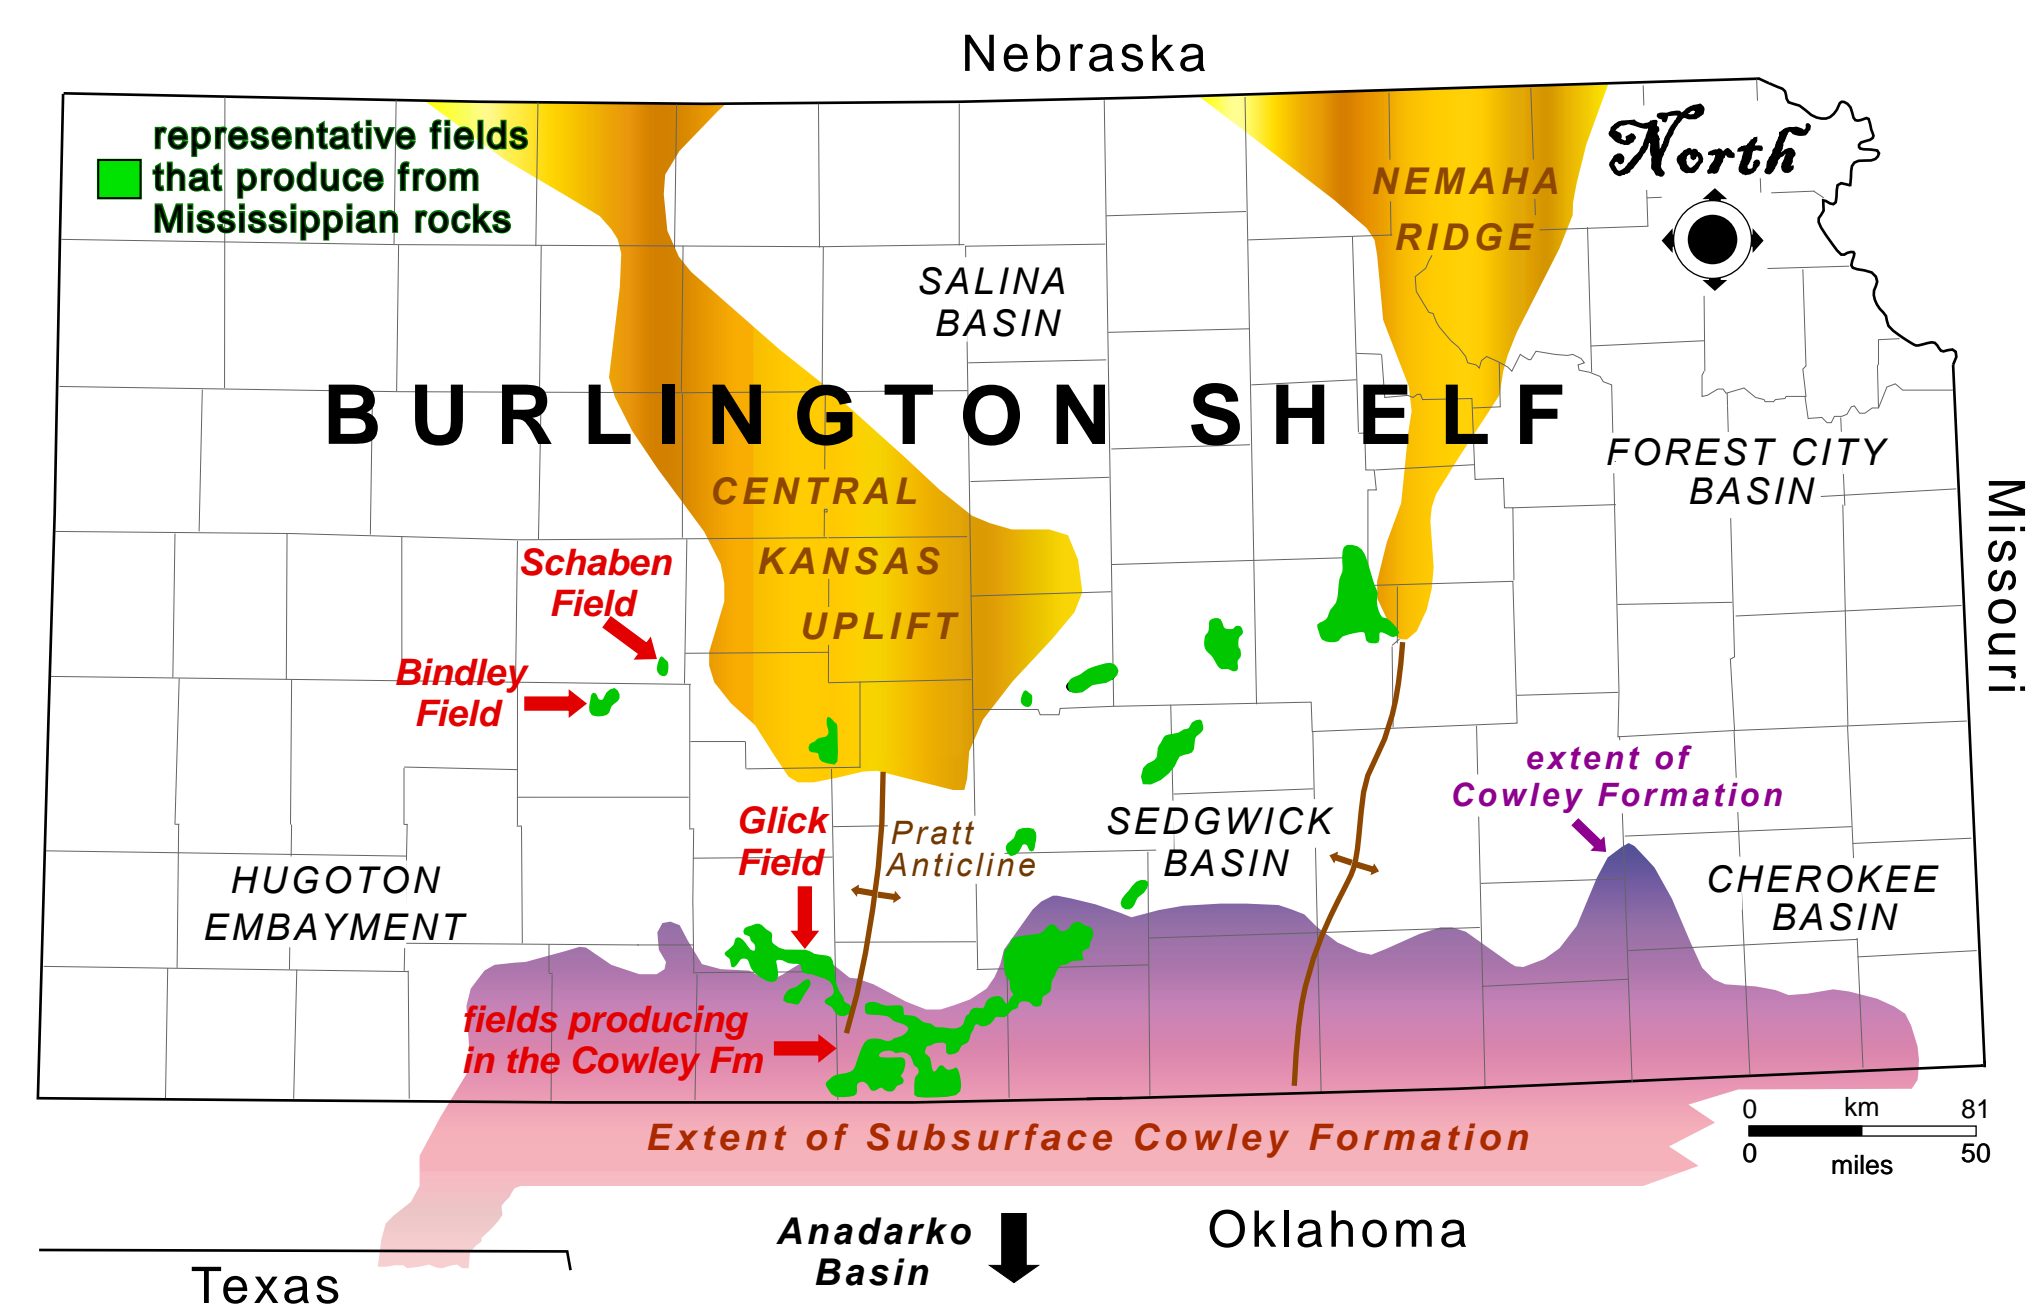 Nebraska
representative fields
that produce from
Mississippian rocks
North
NEMAHA
RIDGE
SALINA
BASIN
BURLINGTON SHELF
FOREST CITY
BASIN
Missouri
CENTRAL
KANSAS
UPLIFT
Schaben
Field
Bindley
Field
extent of
Cowley Formation
Glick
Field
Pratt
Anticline
SEDGWICK
BASIN
HUGOTON
EMBAYMENT
CHEROKEE
BASIN
fields producing
in the Cowley Fm
Extent of Subsurface Cowley Formation
0 km 81
0 miles 50
Anadarko
Basin
Oklahoma
Texas